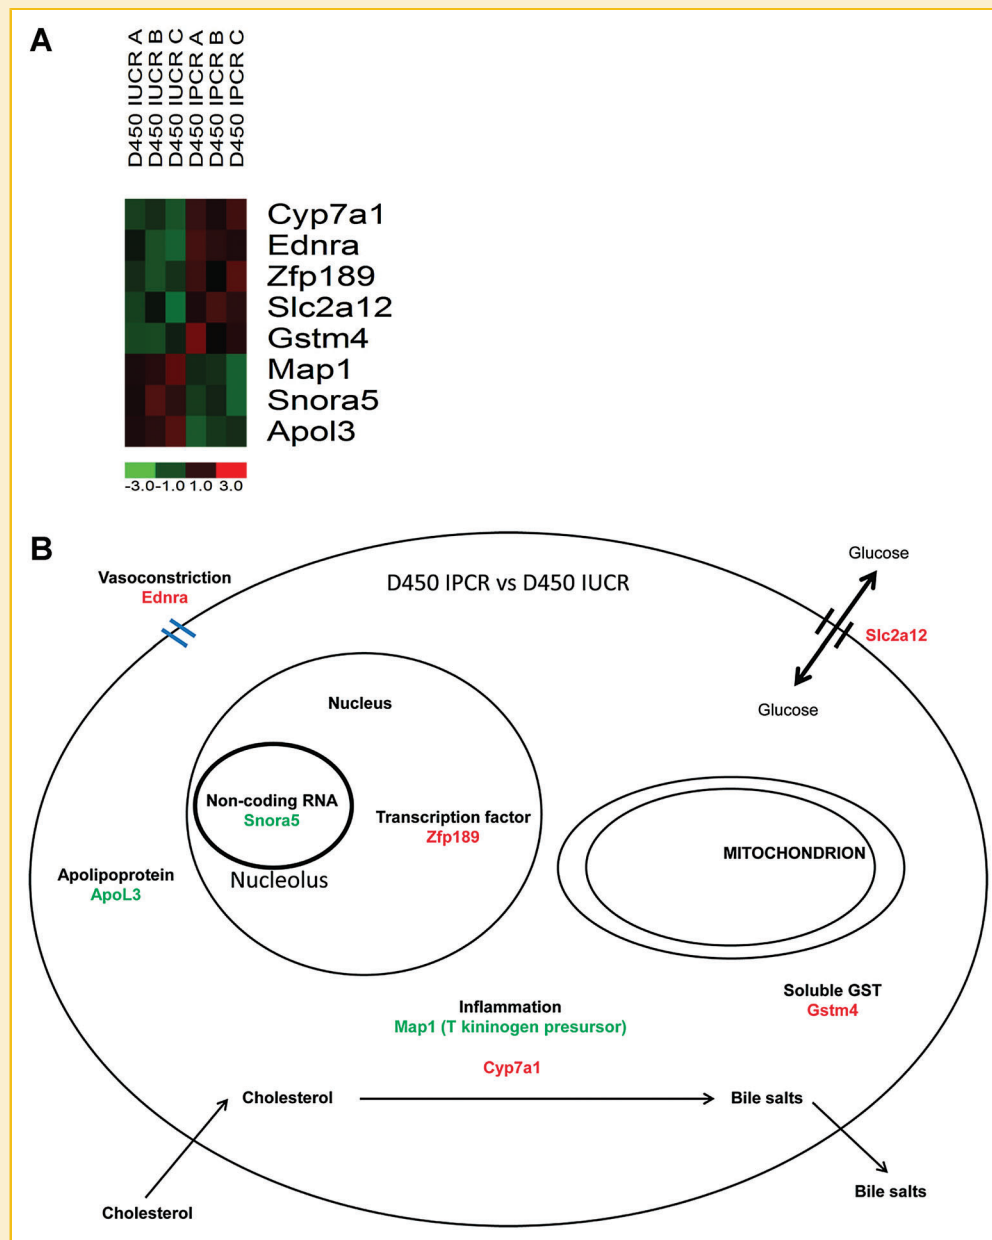 A
D450 IUCR A
D450 IUCR B
D450 IUCR C
D450 IPCR A
D450 IPCR B
D450 IPCR C
Cyp7a1
Ednra
Zfp189
Slc2a12
Gstm4
Map1
Snora5
Apol3
-3.0 -1.0 1.0 3.0
B
D450 IPCR vs D450 IUCR
Vasoconstriction
Ednra
Glucose
Slc2a12
Glucose
Nucleus
Non-coding RNA
Snora5
Nucleolus
Transcription factor
Zfp189
MITOCHONDRION
Apolipoprotein
ApoL3
Soluble GST
Gstm4
Inflammation
Map1 (T kininogen presursor)
Cyp7a1
Cholesterol
Bile salts
Cholesterol
Bile salts